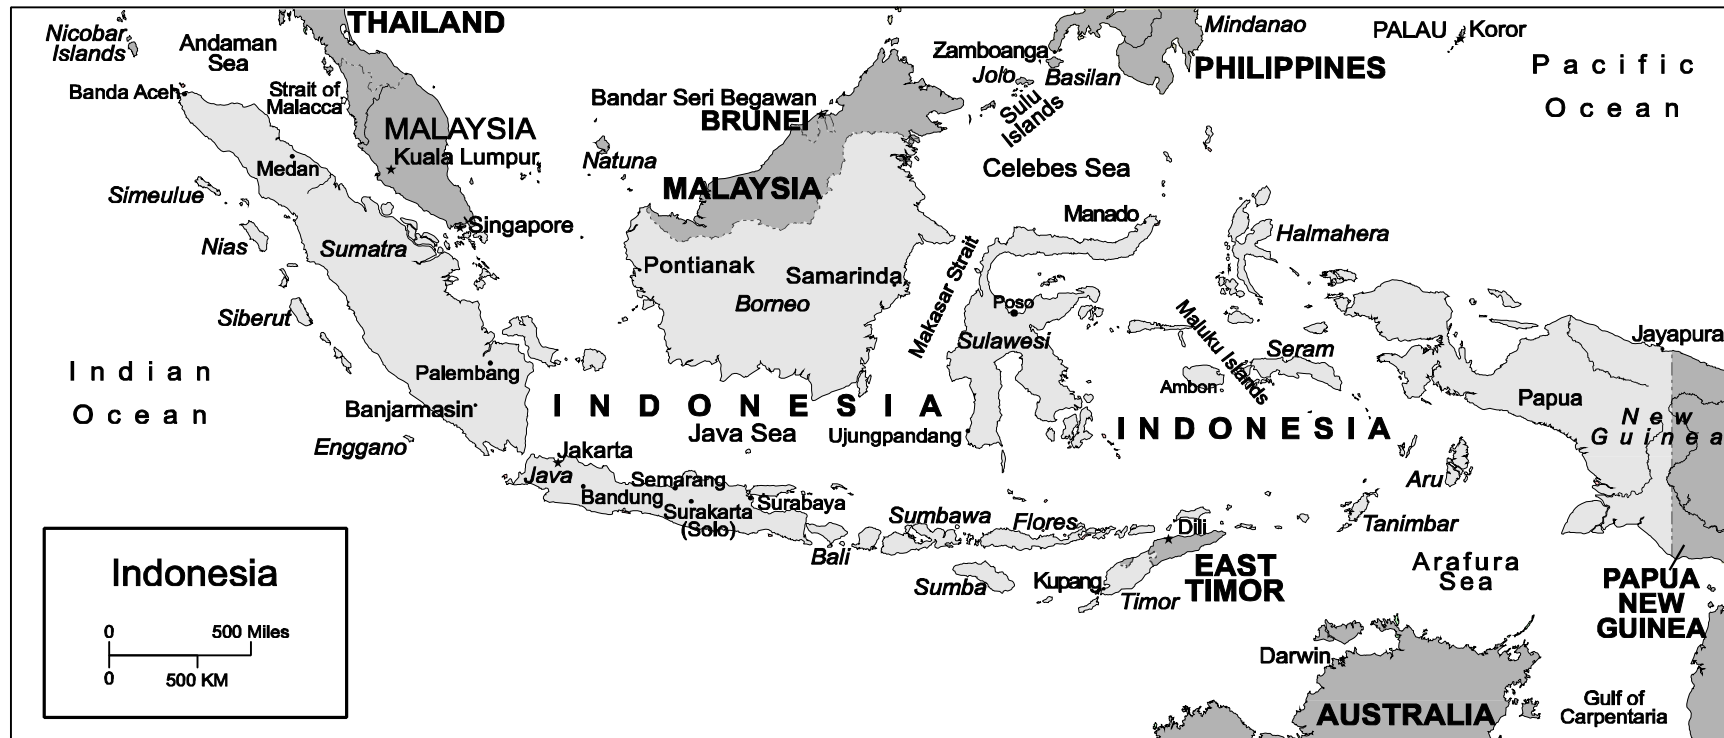 THAILAND
Nicobar
Islands
Andaman
Sea
Mindanao
PALAU
Koror
Zamboanga
PHILIPPINES
Pacific
Ocean
Jolo
Basilan
Banda Aceh
Strait of
Malacca
Bandar Seri Begawan
BRUNEI
Sulu
Islands
MALAYSIA
Kuala Lumpur
Natuna
Medan
Celebes Sea
Simeulue
MALAYSIA
Singapore
Manado
Nias
Sumatra
Halmahera
Pontianak
Samarinda
Makasar Strait
Borneo
Poso
Siberut
Maluku Islands
Sulawesi
Seram
Jayapura
Indian
Ocean
Palembang
Ambon
Papua
New
Guinea
Banjarmasin
INDONESIA
Java Sea
Ujungpandang
INDONESIA
Enggano
Jakarta
Java
Semarang
Bandung
Surakarta
(Solo)
Surabaya
Aru
Sumbawa
Flores
Dili
Tanimbar
Bali
EAST
TIMOR
Arafura
Sea
Sumba
Kupang
Timor
PAPUA
NEW
GUINEA
Indonesia
0
500 Miles
0
500 KM
Darwin
AUSTRALIA
Gulf of
Carpentaria